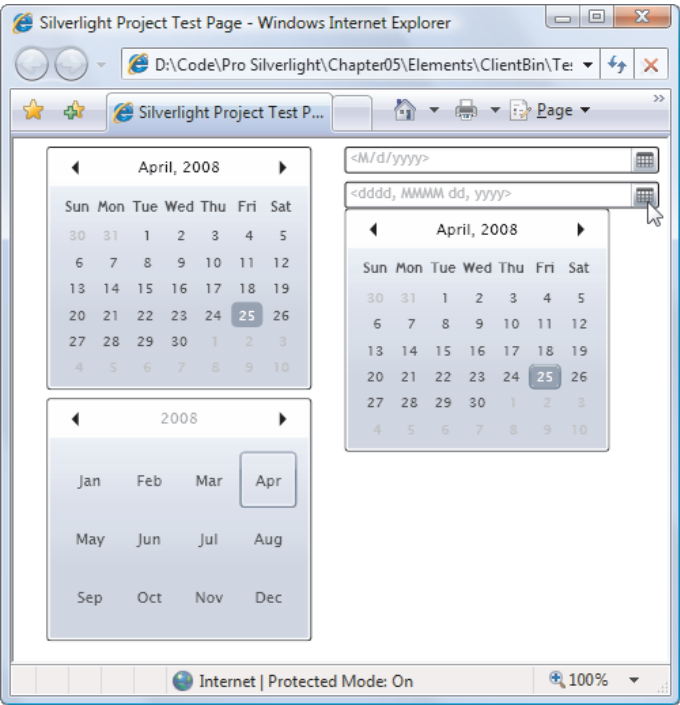 Silverlight Project Test Page - Windows Internet Explorer
D:\Code\Pro Silverlight\Chapter05\Elements\ClientBin\Te
Silverlight Project Test P...
Page
»
April, 2008
Sun Mon Tue Wed Thu Fri Sat
30 31 1 2 3 4 5
6 7 8 9 10 11 12
13 14 15 16 17 18 19
20 21 22 23 24 25 26
27 28 29 30 1 2 3
4 5 6 7 8 9 10
2008
Jan Feb Mar Apr
May Jun Jul Aug
Sep Oct Nov Dec
<M/d/yyyy>
<dddd, MMMM dd, yyyy>
April, 2008
Sun Mon Tue Wed Thu Fri Sat
30 31 1 2 3 4 5
6 7 8 9 10 11 12
13 14 15 16 17 18 19
20 21 22 23 24 25 26
27 28 29 30 1 2 3
4 5 6 7 8 9 10
Internet | Protected Mode: On
100%